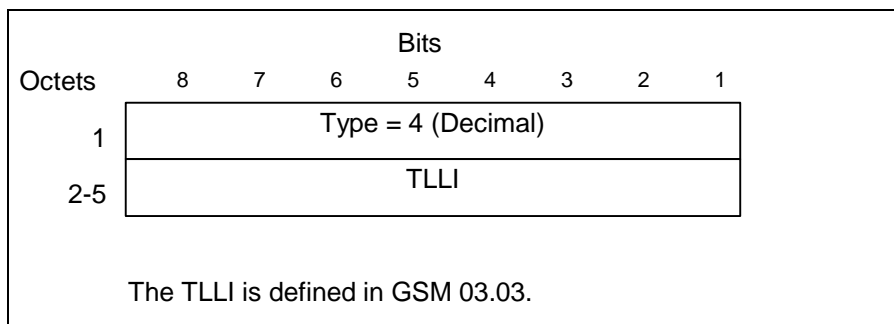 Bits
Octets 8 7 6 5 4 3 2 1
1 Type = 4 (Decimal)
2-5 TLLI
The TLLI is defined in GSM 03.03.